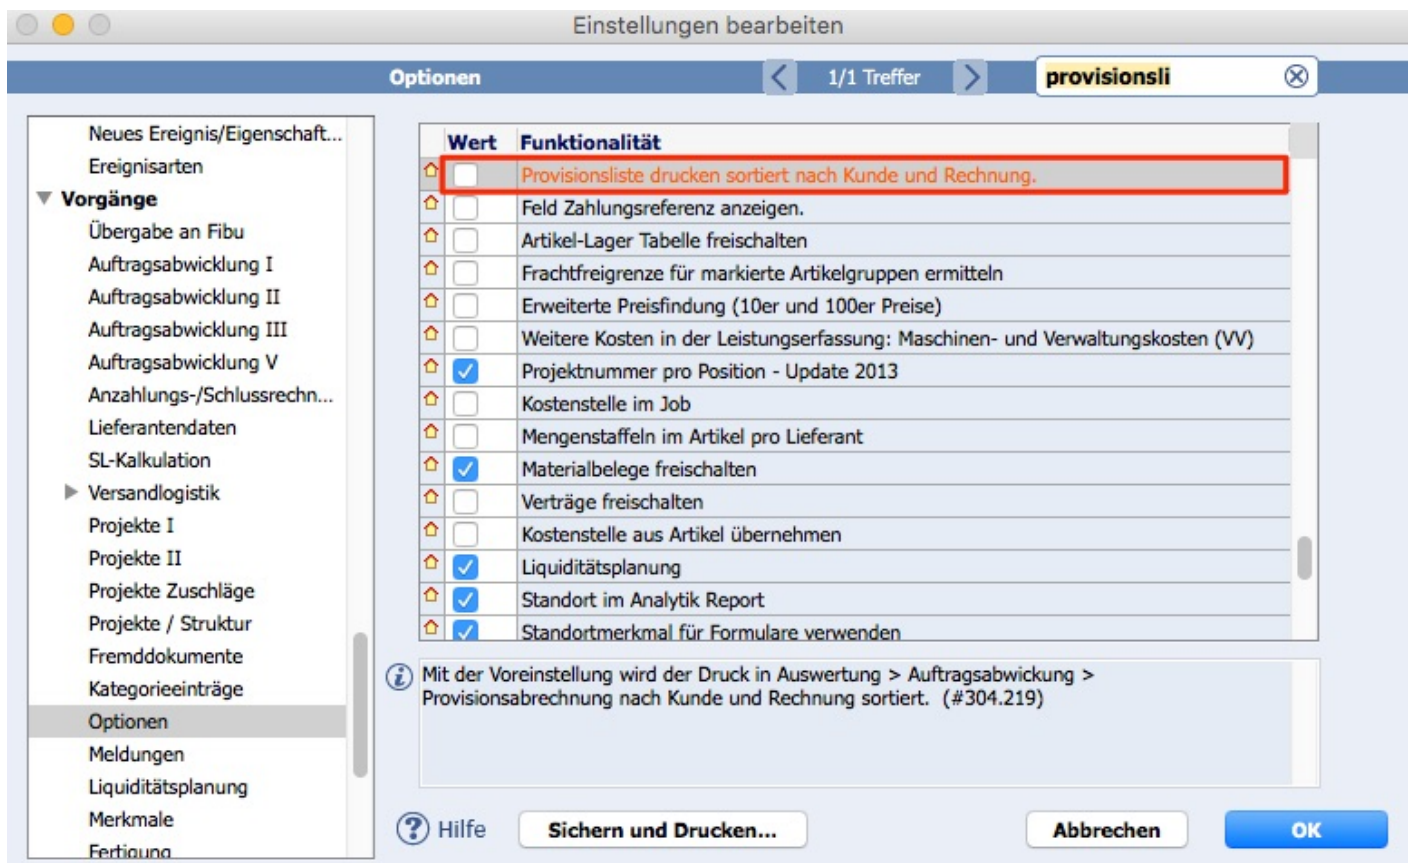 Einstellungen bearbeiten
Optionen
1/1 Treffer
provisionsli
Neues Ereignis/Eigenschaft...
Ereignisarten
Vorgänge
Übergabe an Fibu
Auftragsabwicklung I
Auftragsabwicklung II
Auftragsabwicklung III
Auftragsabwicklung V
Anzahlungs-/Schlussrechn...
Lieferantendaten
SL-Kalkulation
Versandlogistik
Projekte I
Projekte II
Projekte Zuschläge
Projekte / Struktur
Fremddokumente
Kategorieeinträge
Optionen
Meldungen
Liquiditätsplanung
Merkmale
Fertigung
Wert Funktionalität
Provisionsliste drucken sortiert nach Kunde und Rechnung.
Feld Zahlungsreferenz anzeigen.
Artikel-Lager Tabelle freischalten
Frachtfreigrenze für markierte Artikelgruppen ermitteln
Erweiterte Preisfindung (10er und 100er Preise)
Weitere Kosten in der Leistungserfassung: Maschinen- und Verwaltungskosten (VV)
Projektnummer pro Position - Update 2013
Kostenstelle im Job
Mengenstaffeln im Artikel pro Lieferant
Materialbelege freischalten
Verträge freischalten
Kostenstelle aus Artikel übernehmen
Liquiditätsplanung
Standort im Analytik Report
Standortmerkmal für Formulare verwenden
Mit der Voreinstellung wird der Druck in Auswertung > Auftragsabwickung >
Provisionsabrechnung nach Kunde und Rechnung sortiert. (#304.219)
? Hilfe
Sichern und Drucken...
Abbrechen
OK